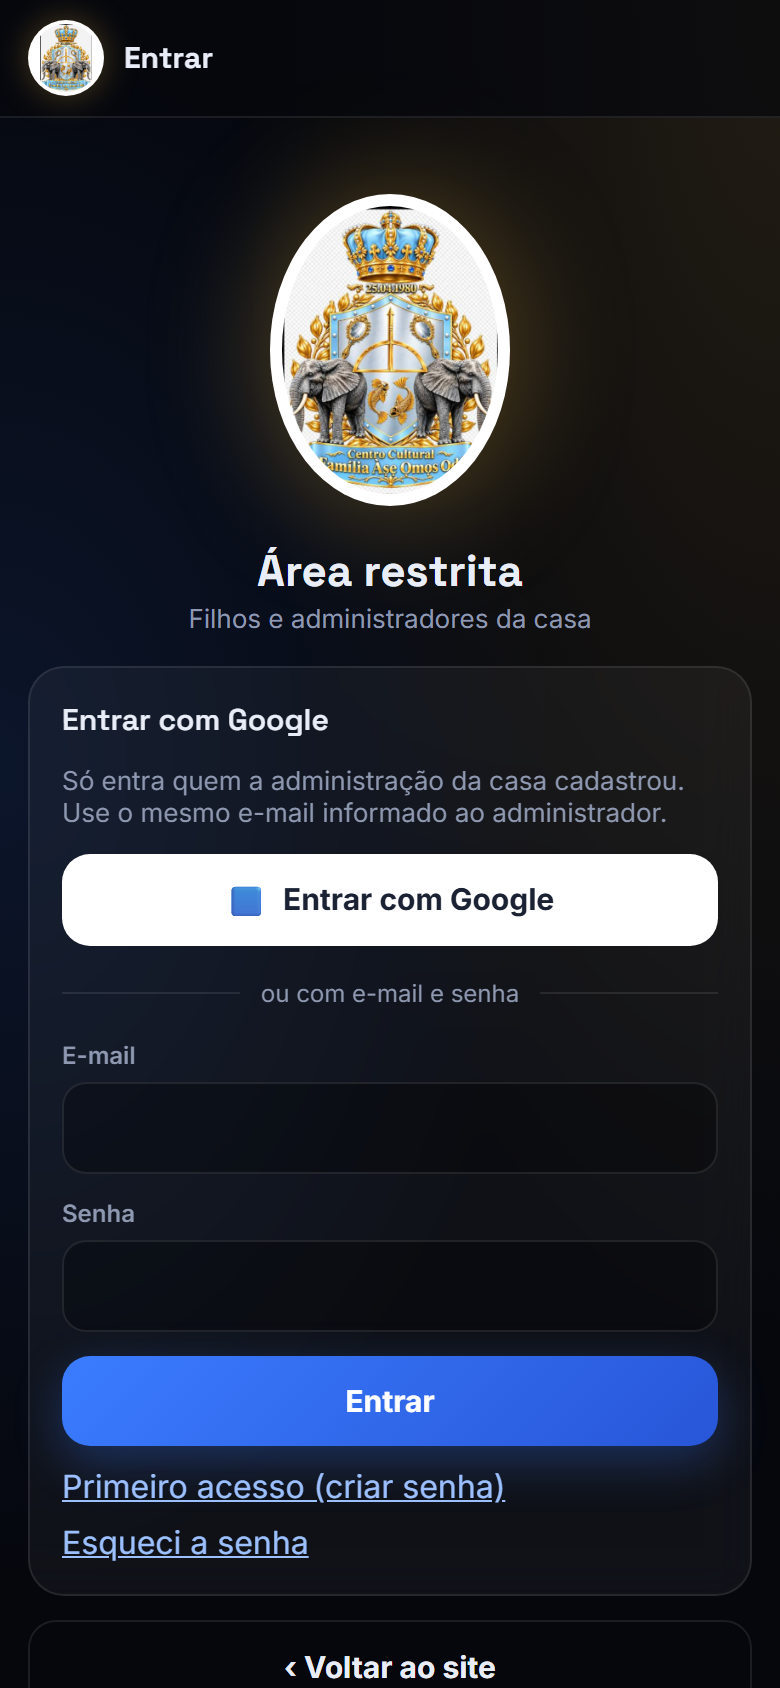 Entrar
25.04.1980
Centro Cultural
Família Àse Omos Od
Área restrita
Filhos e administradores da casa
Entrar com Google
Só entra quem a administração da casa cadastrou.
Use o mesmo e-mail informado ao administrador.
Entrar com Google
ou com e-mail e senha
E-mail
Senha
Entrar
Primeiro acesso (criar senha)
Esqueci a senha
‹ Voltar ao site